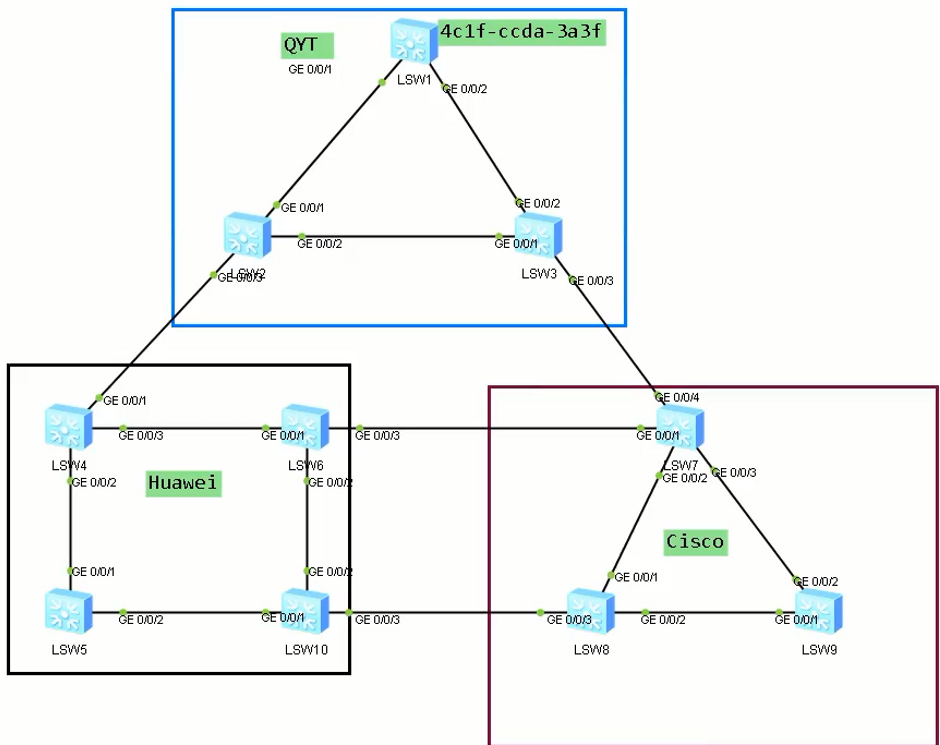 4c1f-ccda-3a3f
QYT
GE 0/0/1
LSW1
GE 0/0/2
GE 0/0/1
GE 0/0/2
GE 0/0/2
GE 0/0/1
LSW2
GE 0/0/3
LSW3
GE 0/0/3
GE 0/0/1
GE 0/0/4
GE 0/0/3
GE 0/0/1
GE 0/0/3
GE 0/0/1
LSW4
LSW6
LSW7
GE 0/0/2
Huawei
GE 0/0/2
GE 0/0/2
GE 0/0/3
Cisco
GE 0/0/1
GE 0/0/2
GE 0/0/1
GE 0/0/2
GE 0/0/2
GE 0/0/1
GE 0/0/3
GE 0/0/3
GE 0/0/2
GE 0/0/1
LSW5
LSW10
LSW8
LSW9